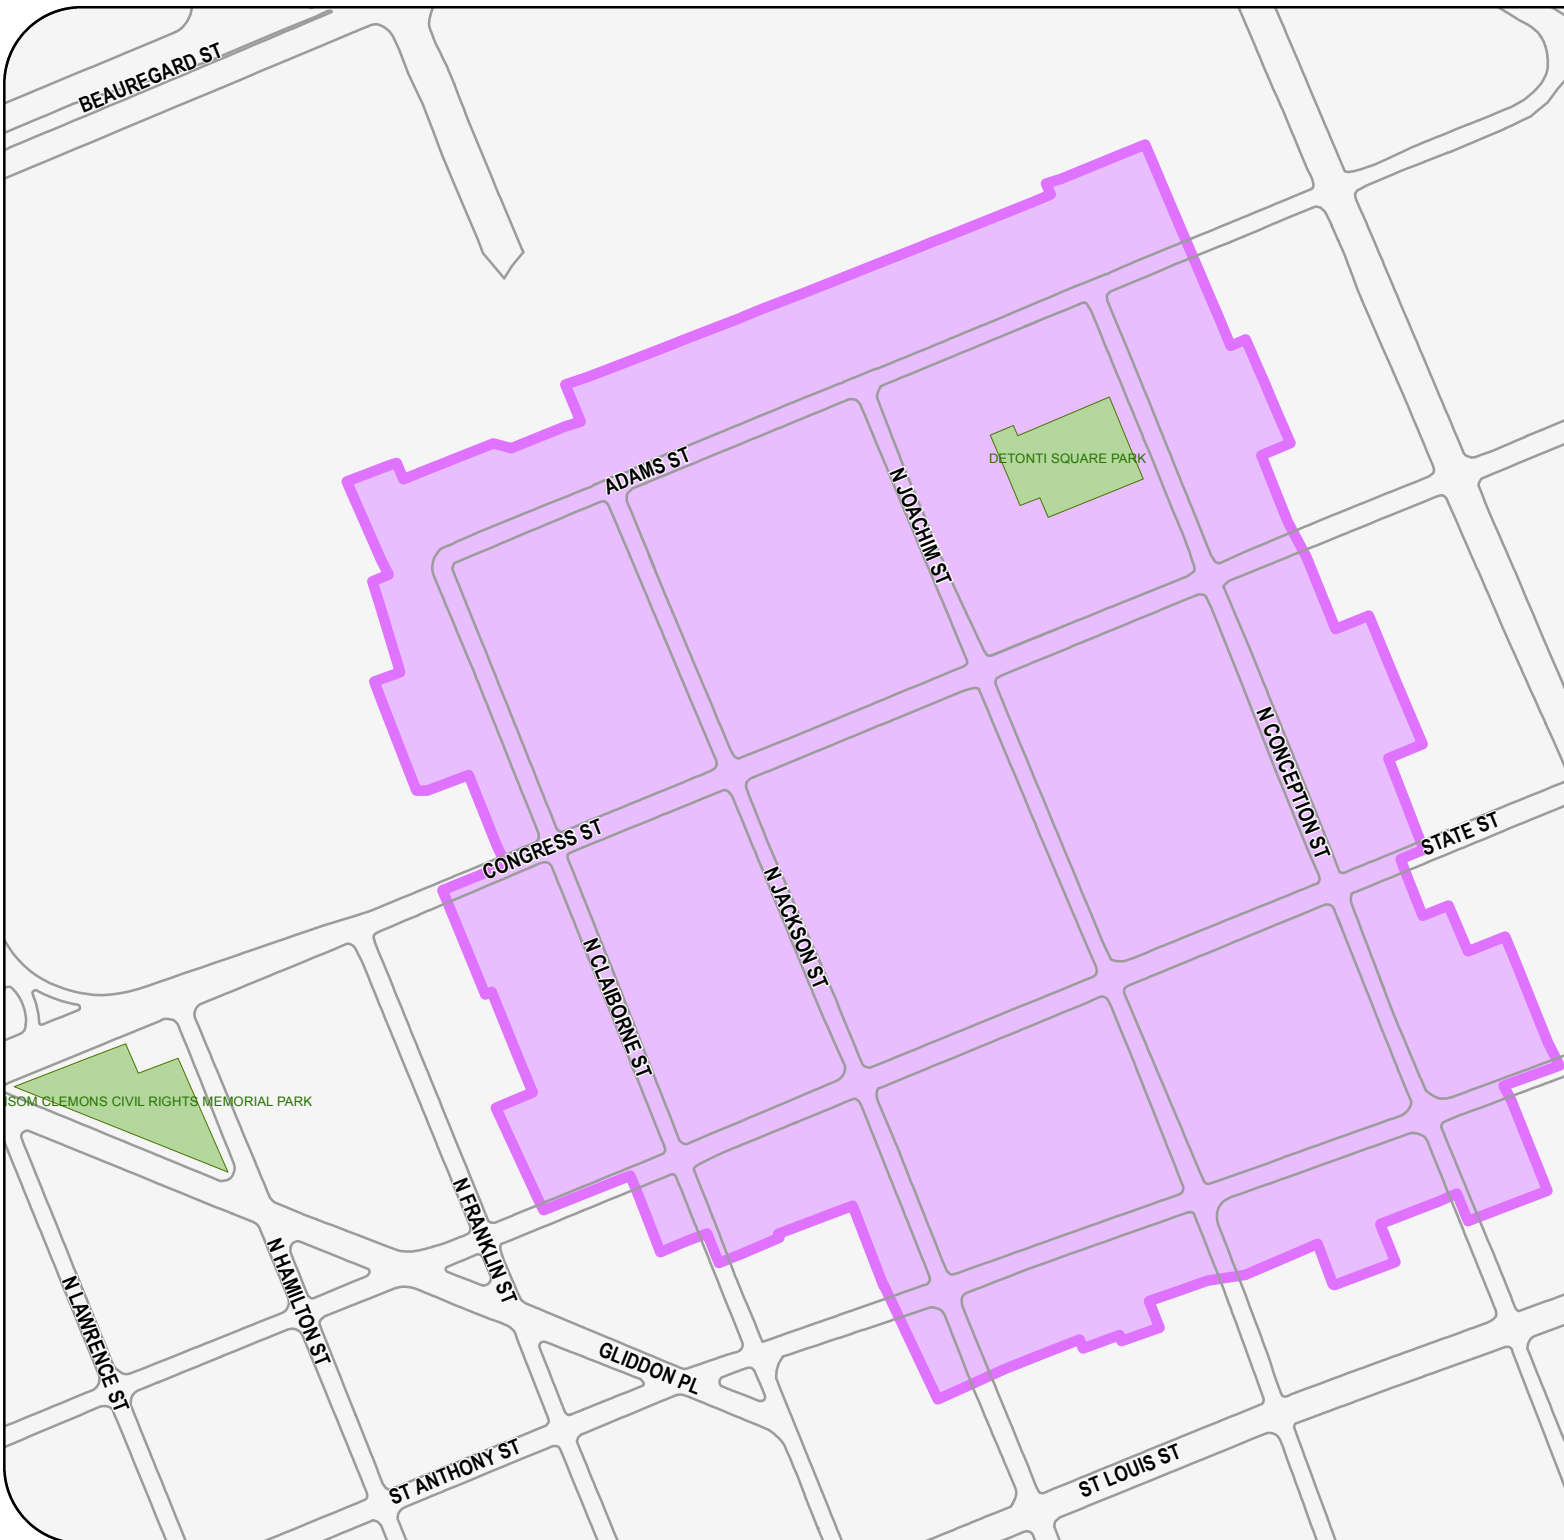 BEAUREGARD ST
ADAMS ST
DETONTI SQUARE PARK
N JOACHIM ST
N CONCEPTION ST
STATE ST
CONGRESS ST
N JACKSON ST
N CLAIBORNE ST
SOM CLEMONS CIVIL RIGHTS MEMORIAL PARK
N FRANKLIN ST
N HAMILTON ST
N LAWRENCE ST
GLIDDON PL
ST ANTHONY ST
ST LOUIS ST